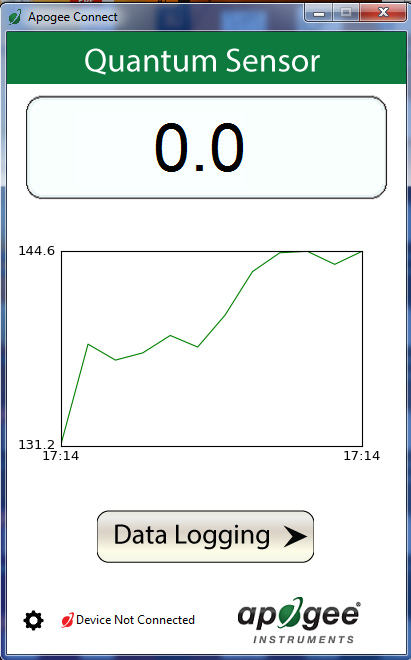 Apogee Connect
Quantum Sensor
0.0
144.6
131.2
17:14 17:14
Data Logging
Device Not Connected
apogee®
INSTRUMENTS